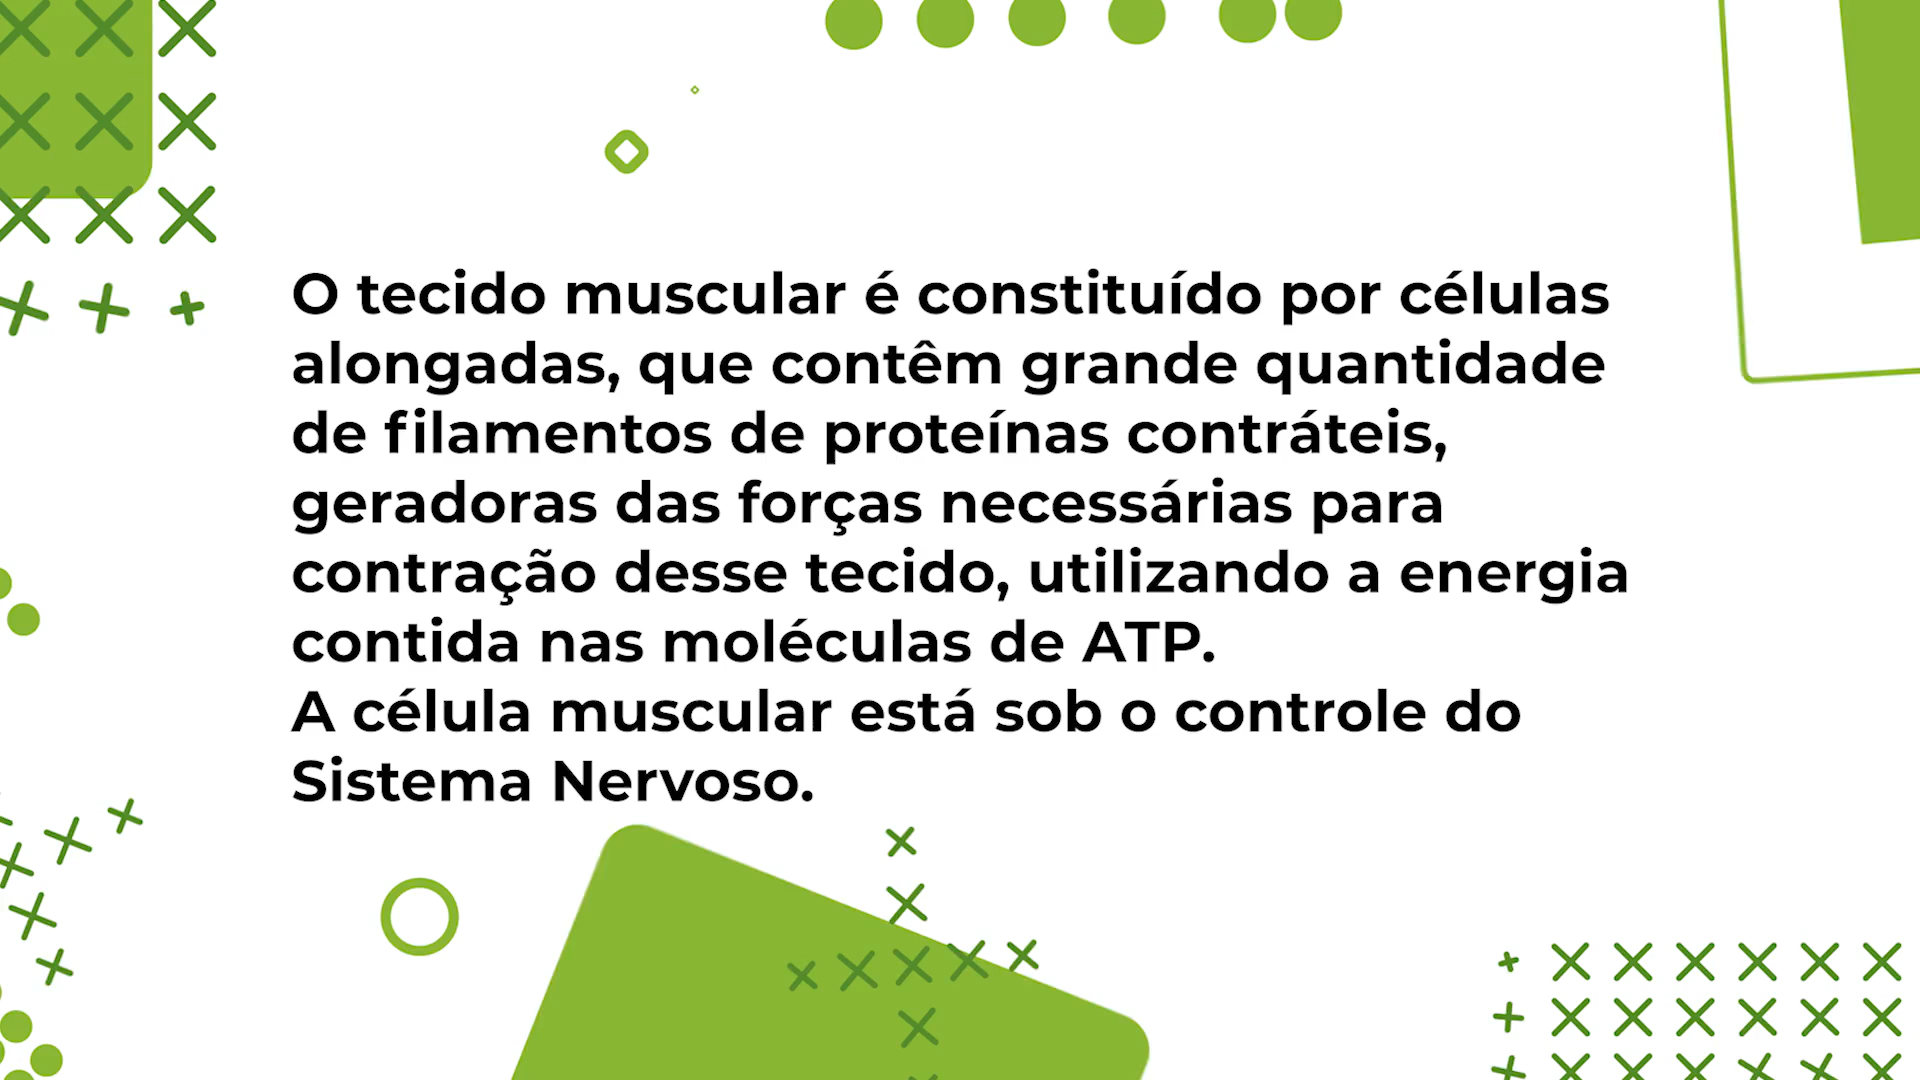 O tecido muscular é constituído por células
alongadas, que contêm grande quantidade
de filamentos de proteínas contráteis,
geradoras das forças necessárias para
contração desse tecido, utilizando a energia
contida nas moléculas de ATP.
A célula muscular está sob o controle do
Sistema Nervoso.